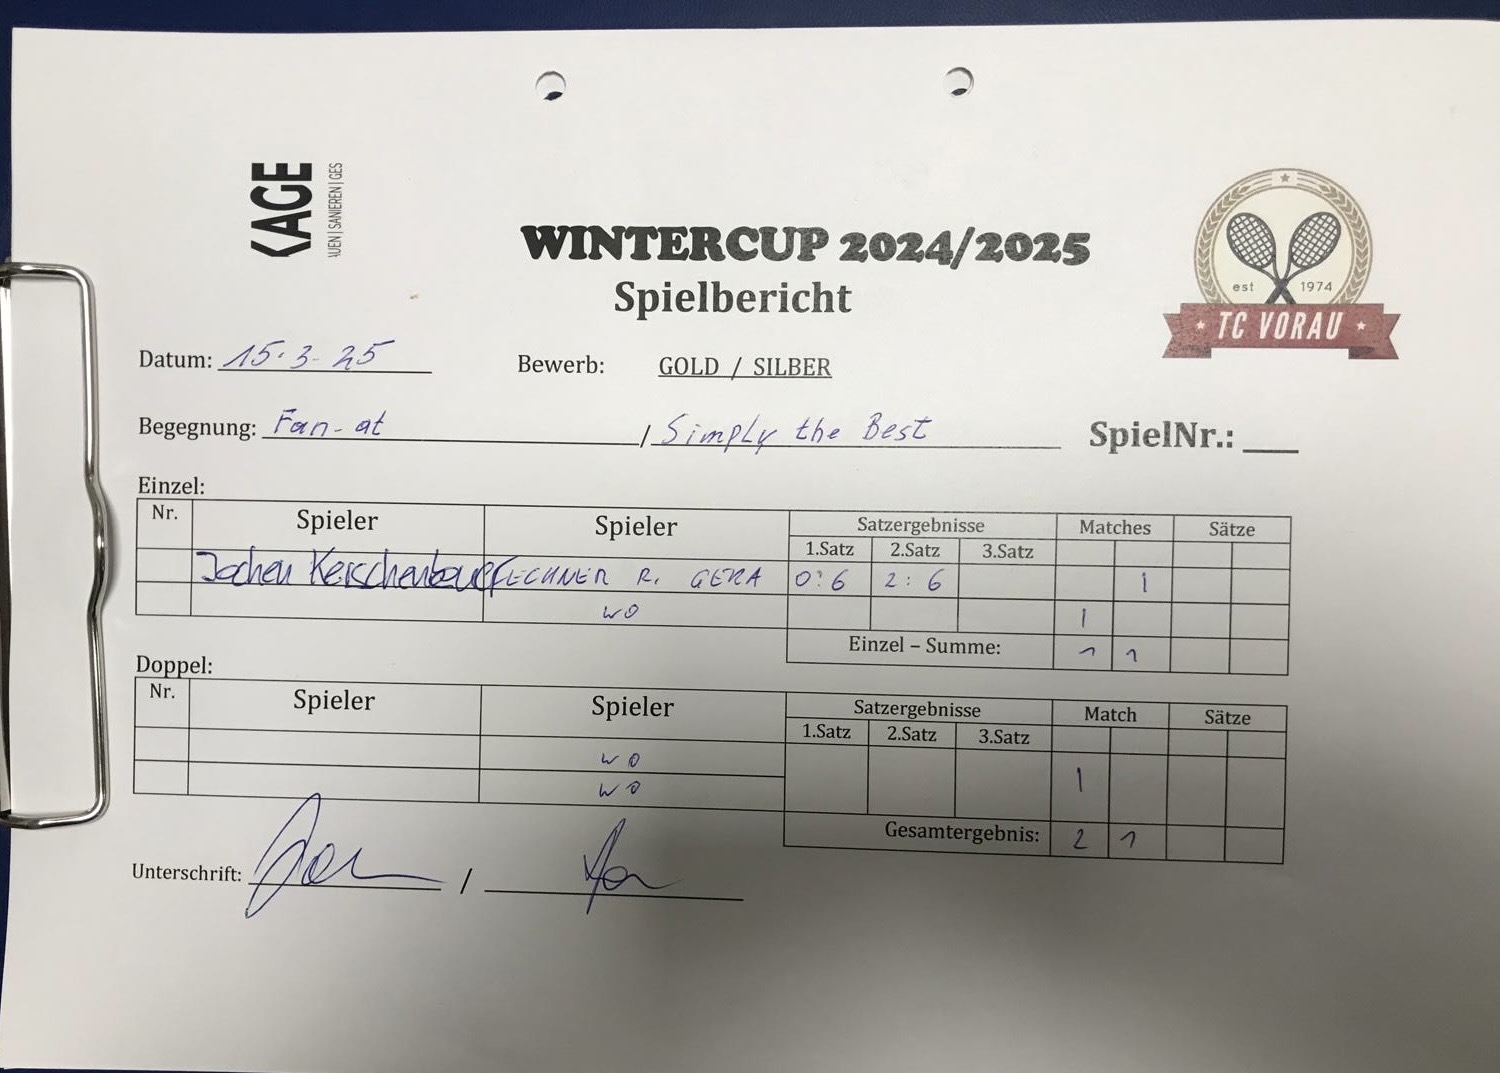 KAGE
UEN | SANIEREN | GES
WINTERCUP 2024/2025
Spielbericht
est 1974
TC VORAU
Datum: 15.3-25 Bewerb: GOLD / SILBER
Begegnung: Fan-at / Simply the Best SpielNr.: ___
Einzel:
Nr. Spieler Spieler Satzergebnisse Matches Sätze
1.Satz 2.Satz 3.Satz
Jochen FECHNER R. GERA 0:6 2:6 1
WO 1
Einzel – Summe: 1 1
Doppel:
Nr. Spieler Spieler Satzergebnisse Match Sätze
1.Satz 2.Satz 3.Satz
WO
WO 1
Gesamtergebnis: 2 1
Unterschrift: /